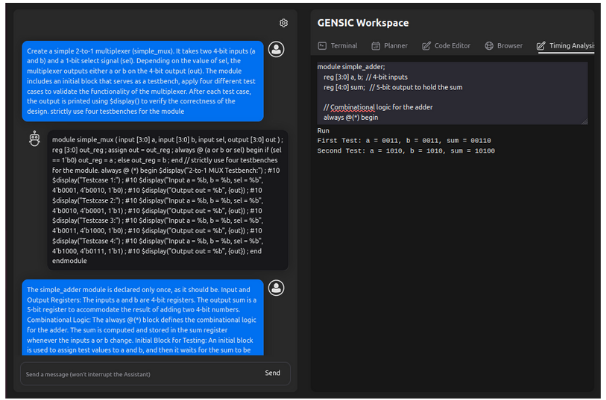 Create a simple 2-to-1 multiplexer (simple_mux). It takes two 4-bit inputs (a
and b) and a 1-bit select signal (sel). Depending on the value of sel, the
multiplexer outputs either a or b on the 4-bit output (out). The module
includes an initial block that serves as a testbench, apply four different test
cases to validate the functionality of the multiplexer. After each test case,
the output is printed using $display() to verify the correctness of the
design. strictly use four testbenches for the module
module simple_mux ( input [3:0] a, input [3:0] b, input sel, output [3:0] out ) ;
reg [3:0] out_reg ; assign out = out_reg ; always @ (a or b or sel) begin if (sel
== 1'b0) out_reg = a ; else out_reg = b ; end // strictly use four testbenches
for the module. always @ (*) begin $display("2-to-1 MUX Testbench:") ; #10
$display("Testcase 1:") ; #10 $display("Input a = %b, b = %b, sel = %b",
4'b0001, 4'b0010, 1'b0) ; #10 $display("Output out = %b", {out}) ; #10
$display("Testcase 2:") ; #10 $display("Input a = %b, b = %b, sel = %b",
4'b0010, 4'b0001, 1'b1) ; #10 $display("Output out = %b", {out}) ; #10
$display("Testcase 3:") ; #10 $display("Input a = %b, b = %b, sel = %b",
4'b0011, 4'b1000, 1'b0) ; #10 $display("Output out = %b", {out}) ; #10
$display("Testcase 4:") ; #10 $display("Input a = %b, b = %b, sel = %b",
4'b1000, 4'b0111, 1'b1) ; #10 $display("Output out = %b", {out}) ; end
endmodule
The simple_adder module is declared only once, as it should be. Input and
Output Registers: The inputs a and b are 4-bit registers. The output sum is a
5-bit register to accommodate the result of adding two 4-bit numbers.
Combinational Logic: The always @(*) block defines the combinational logic
for the adder. The sum is computed and stored in the sum register
whenever the inputs a or b change. Initial Block for Testing: An initial block
is used to assign test values to a and b, and then it waits for the sum to be
Send a message (won't interrupt the Assistant)
Send
GENSIC Workspace
Terminal
Planner
Code Editor
Browser
Timing Analysi
module simple_adder;
reg [3:0] a, b; // 4-bit inputs
reg [4:0] sum; // 5-bit output to hold the sum
// Combinational logic for the adder
always @(*) begin
Run
First Test: a = 0011, b = 0011, sum = 00110
Second Test: a = 1010, b = 1010, sum = 10100